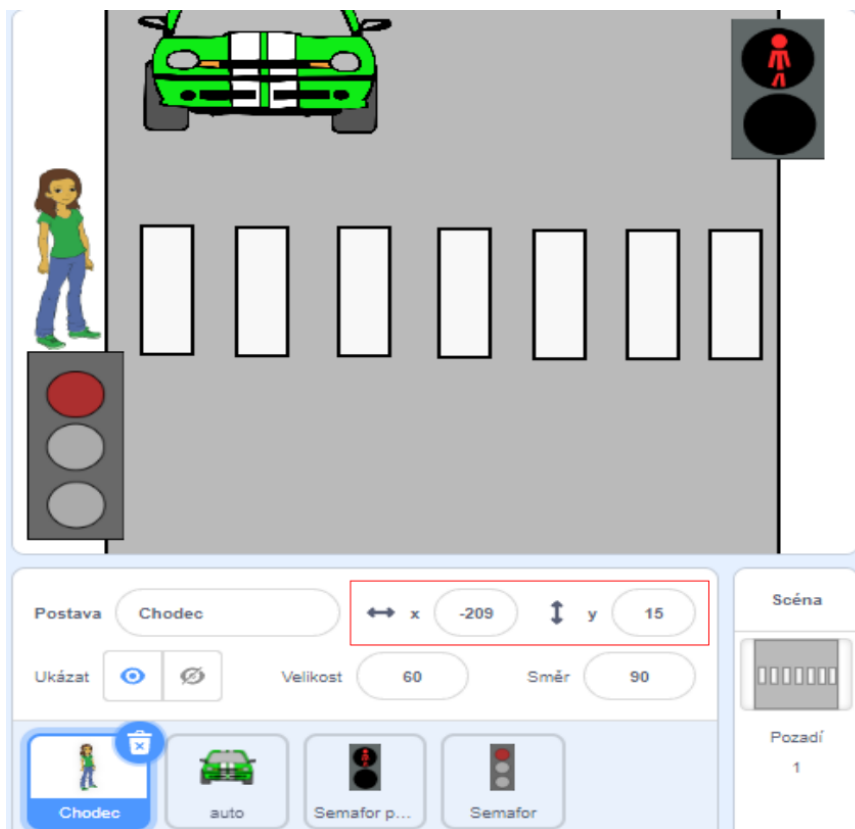 Postava Chodec x -209 y 15
Scéna
Ukázat Velikost 60 Směr 90
Pozadí
1
Chodec auto Semafor p... Semafor